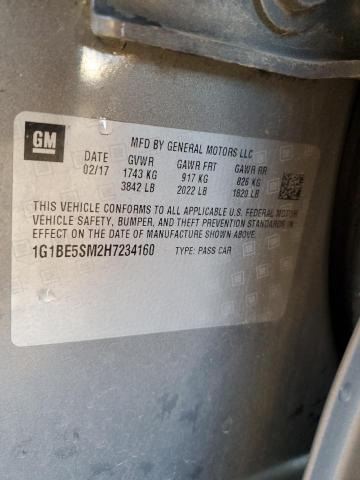 GM
MFD BY GENERAL MOTORS LLC
DATE GVWR GAWR FRT GAWR RR
02/17 1743 KG 917 KG 826 KG
3842 LB 2022 LB 1820 LB
THIS VEHICLE CONFORMS TO ALL APPLICABLE U.S. FEDERAL MOTOR
VEHICLE SAFETY, BUMPER, AND THEFT PREVENTION STANDARDS
IN EFFECT ON THE DATE OF MANUFACTURE SHOWN ABOVE.
1G1BE5SM2H7234160 TYPE: PASS CAR